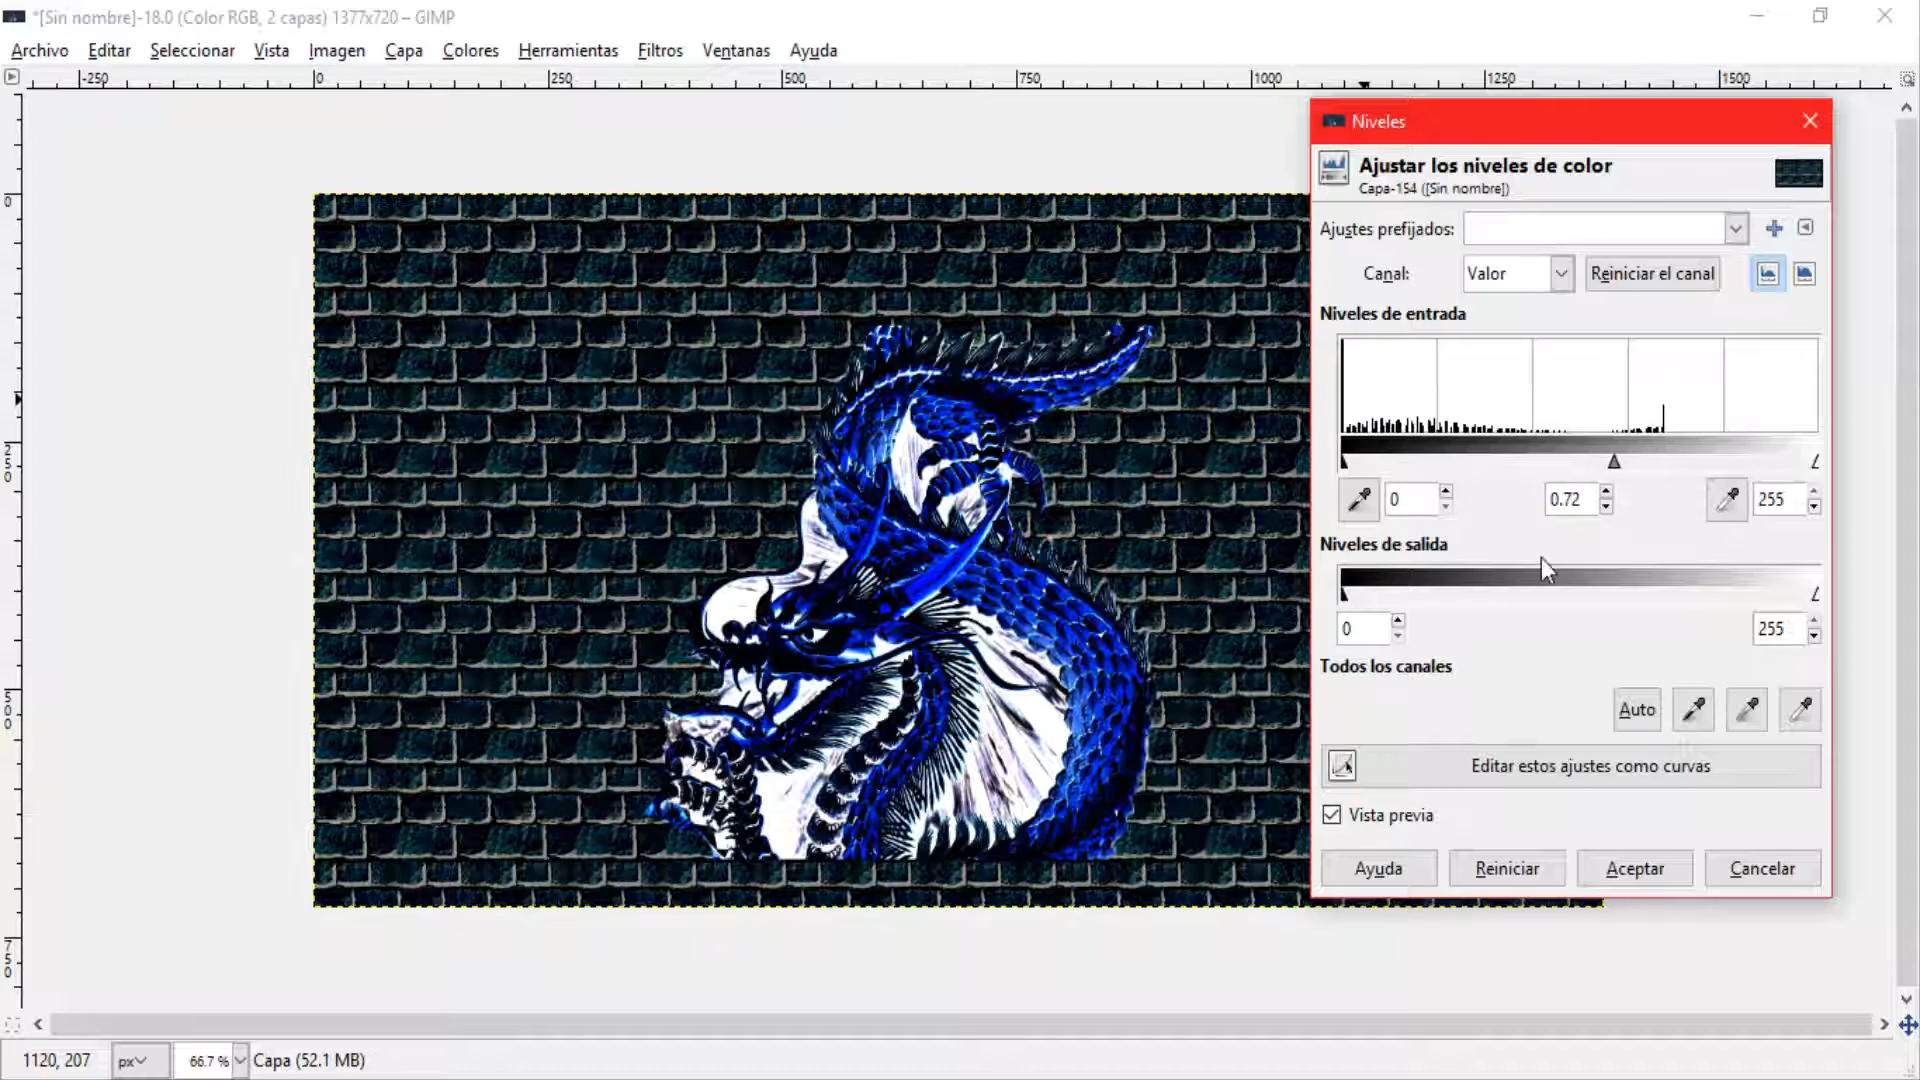 *[Sin nombre]-18.0 (Color RGB, 2 capas) 1377x720 – GIMP
Archivo Editar Seleccionar Vista Imagen Capa Colores Herramientas Filtros Ventanas Ayuda
-250 0 250 500 750 1000 1250 1500
0
250
500
750
Niveles
Ajustar los niveles de color
Capa-154 ([Sin nombre])
Ajustes prefijados:
Canal: Valor Reiniciar el canal
Niveles de entrada
0 0.72 255
Niveles de salida
0 255
Todos los canales
Auto
Editar estos ajustes como curvas
Vista previa
Ayuda Reiniciar Aceptar Cancelar
1120, 207 px 66.7 % Capa (52.1 MB)